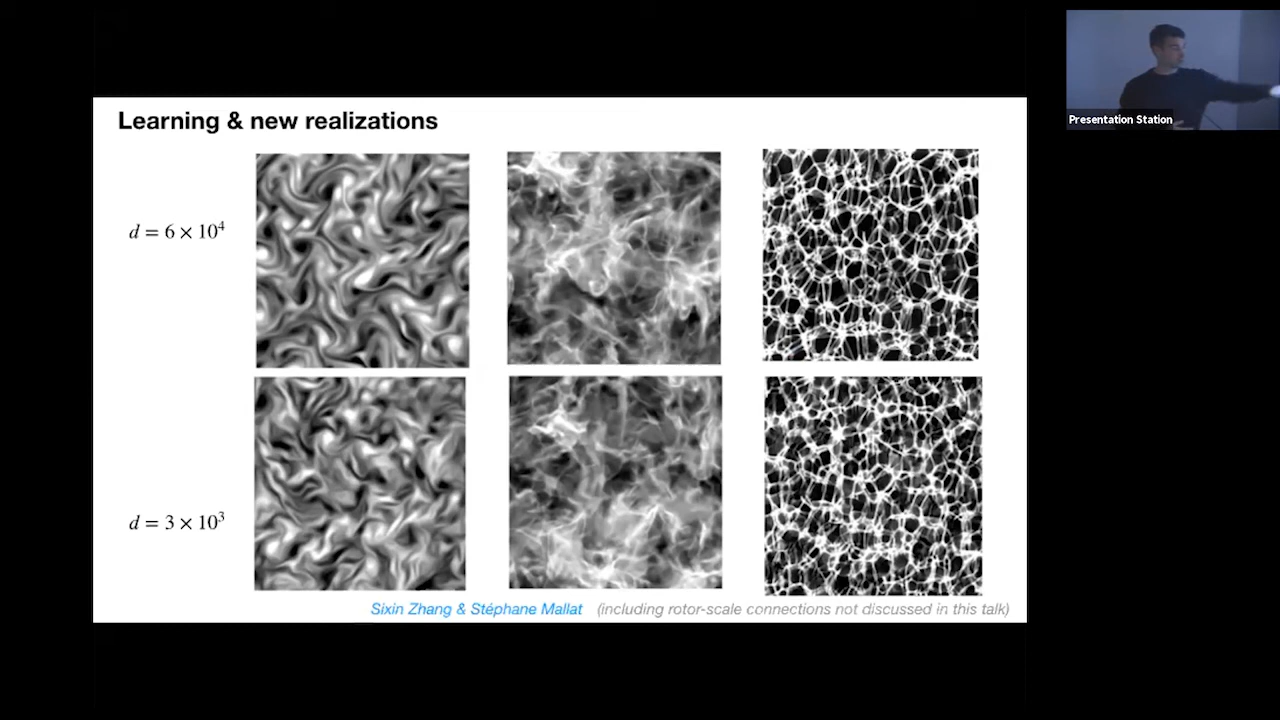 Learning & new realizations
d = 6 × 10⁴
d = 3 × 10³
Sixin Zhang & Stéphane Mallat (including rotor-scale connections not discussed in this talk)
Presentation Station